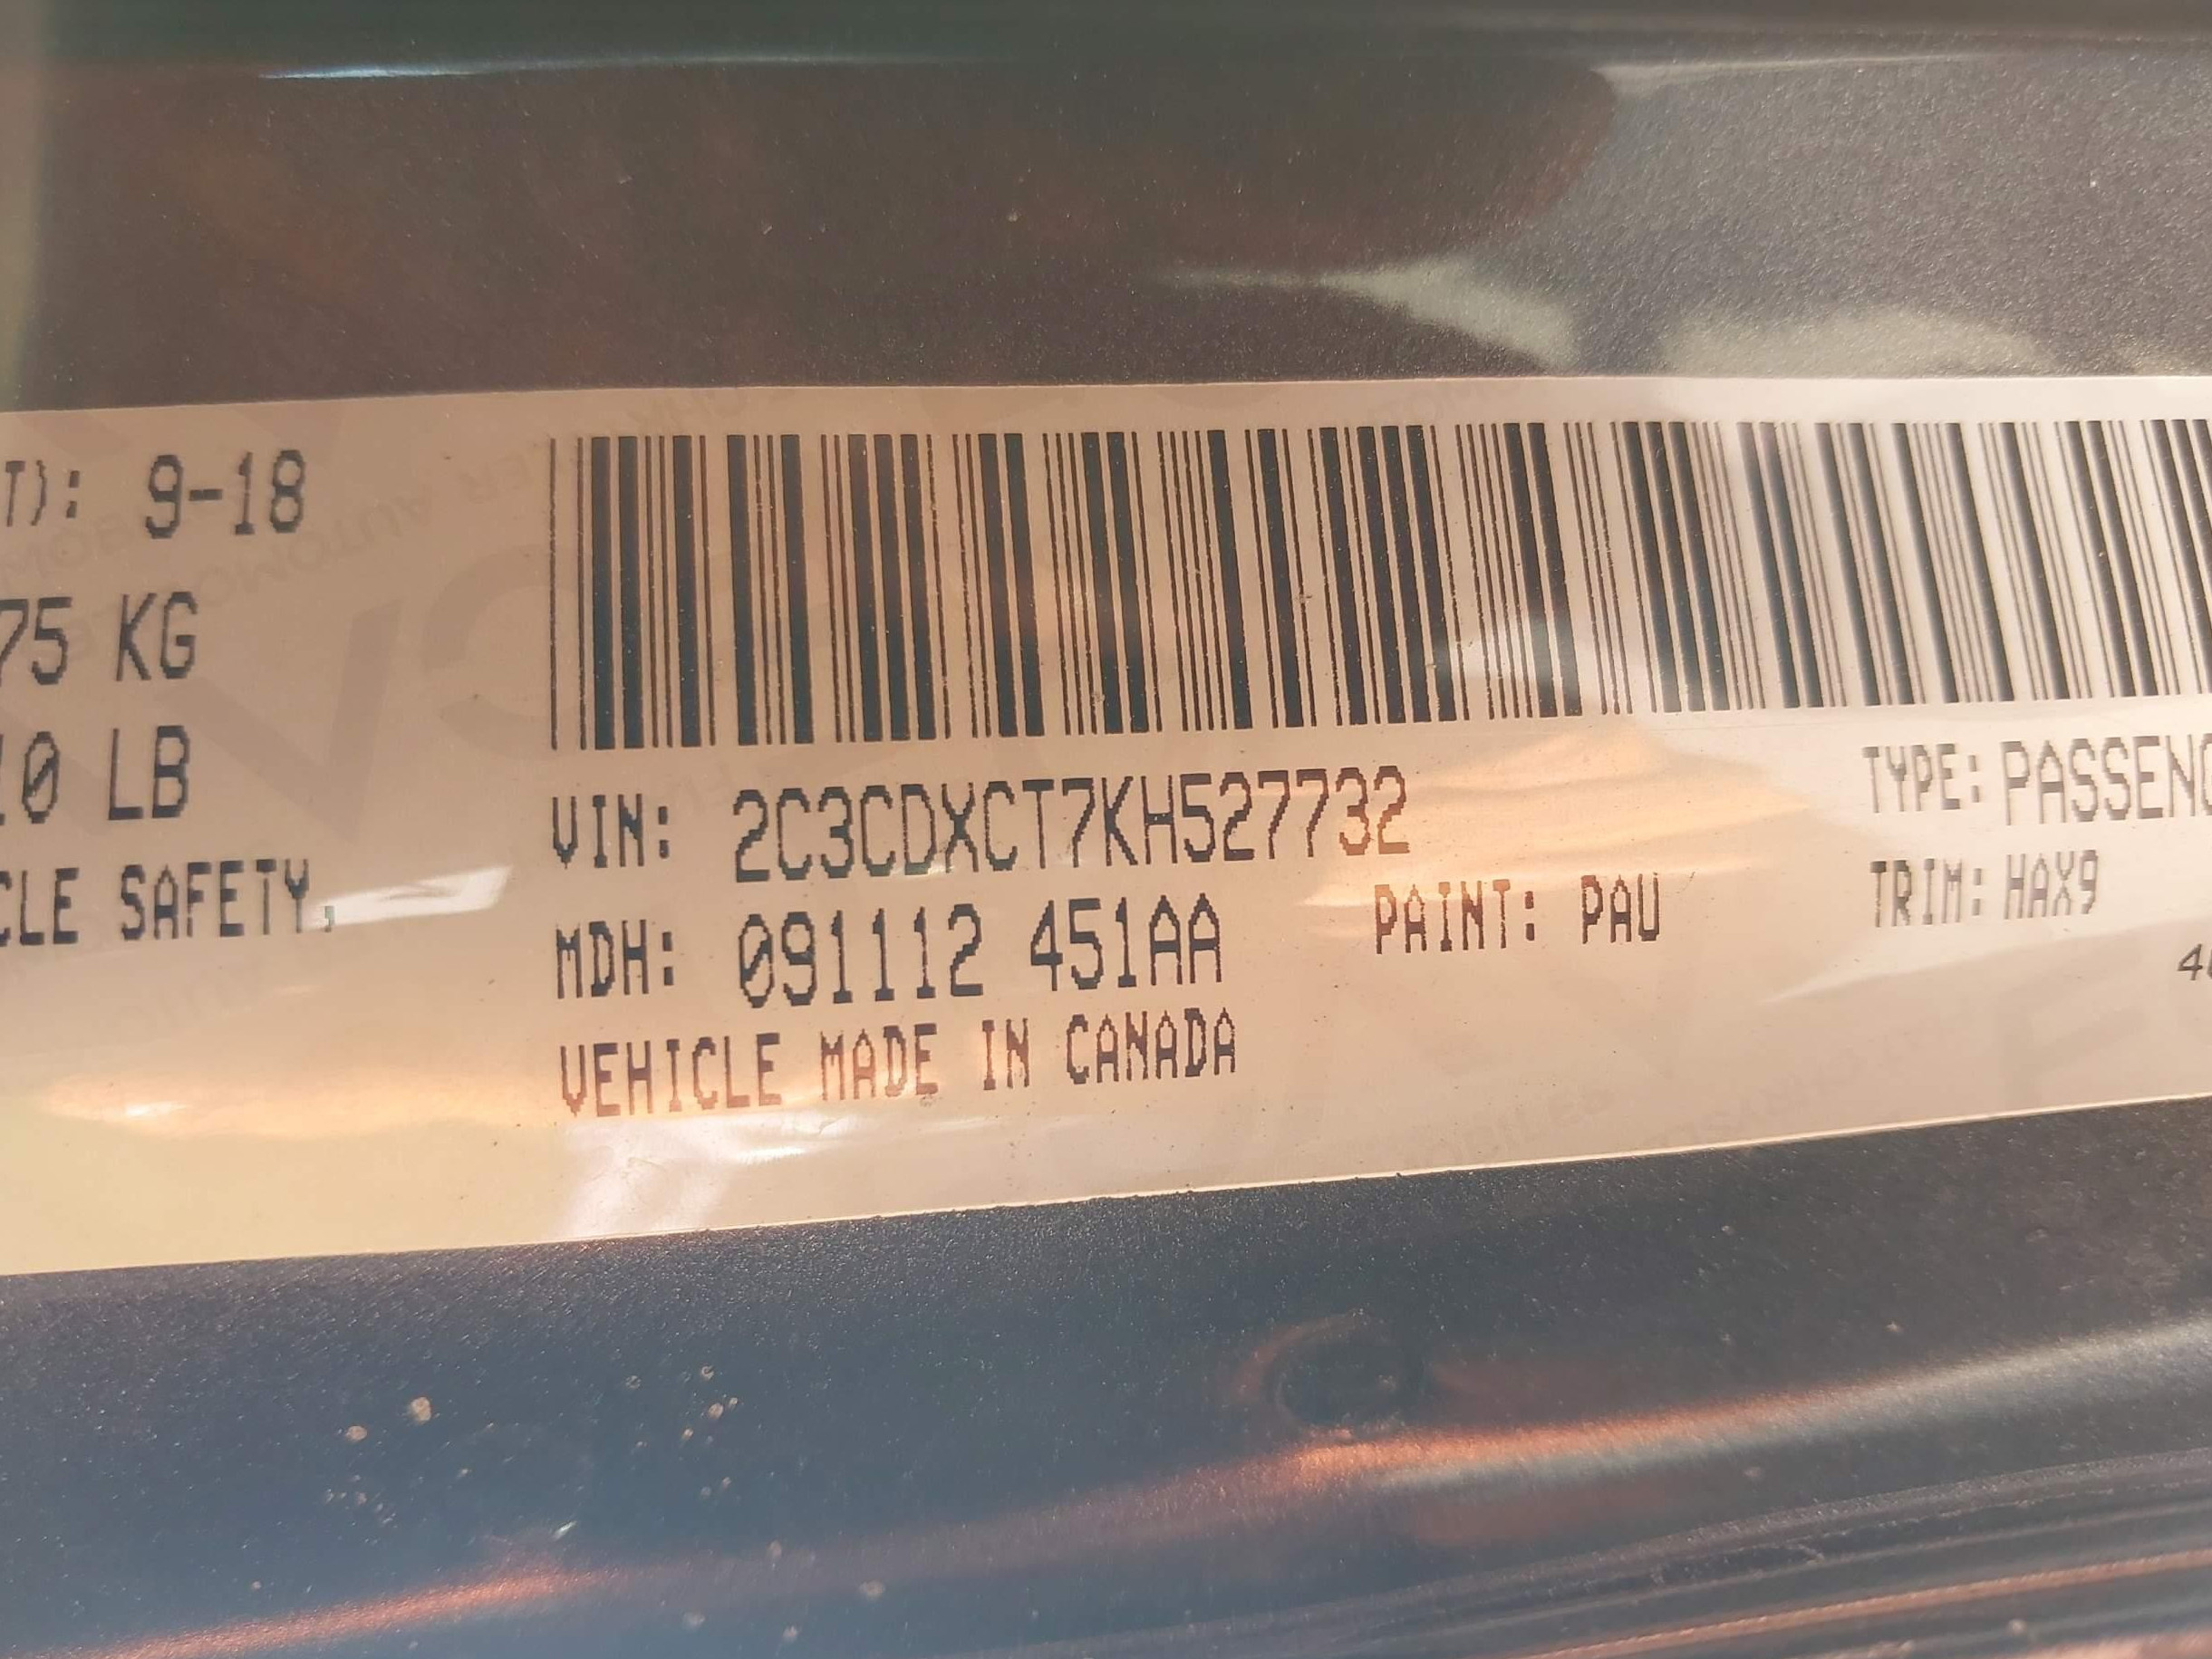 T): 9-18
75 KG
10 LB
CLE SAFETY,
VIN: 2C3CDXCT7KH527732
MDH: 091112 451AA
PAINT: PAU
VEHICLE MADE IN CANADA
TYPE: PASSENG
TRIM: HAX9